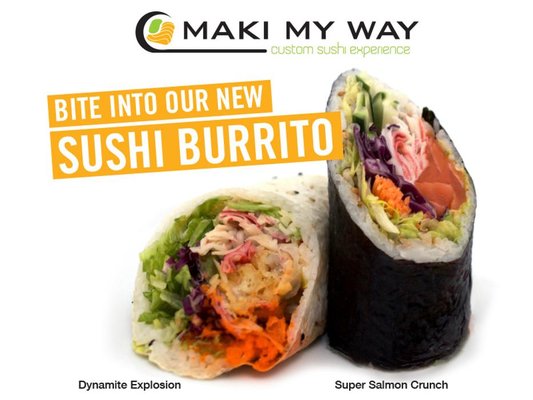 MAKI MY WAY
custom sushi experience
BITE INTO OUR NEW
SUSHI BURRITO
Dynamite Explosion
Super Salmon Crunch